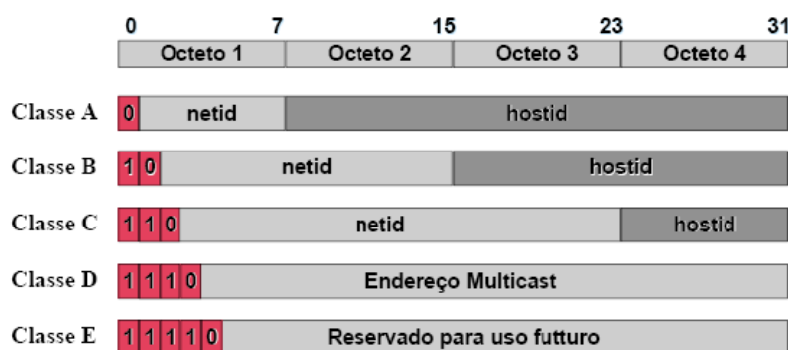 0 7 15 23 31
Octeto 1 Octeto 2 Octeto 3 Octeto 4
Classe A 0 netid hostid
Classe B 1 0 netid hostid
Classe C 1 1 0 netid hostid
Classe D 1 1 1 0 Endereço Multicast
Classe E 1 1 1 1 0 Reservado para uso futturo